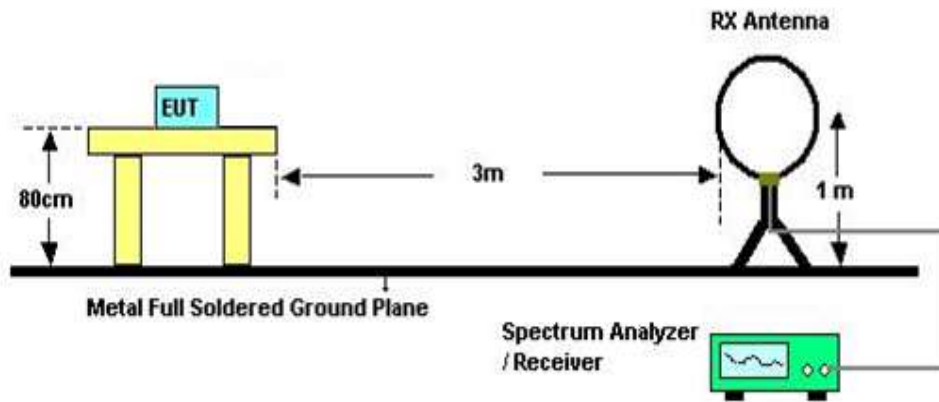 RX Antenna
EUT
3m
80cm
1 m
Metal Full Soldered Ground Plane
Spectrum Analyzer
/ Receiver